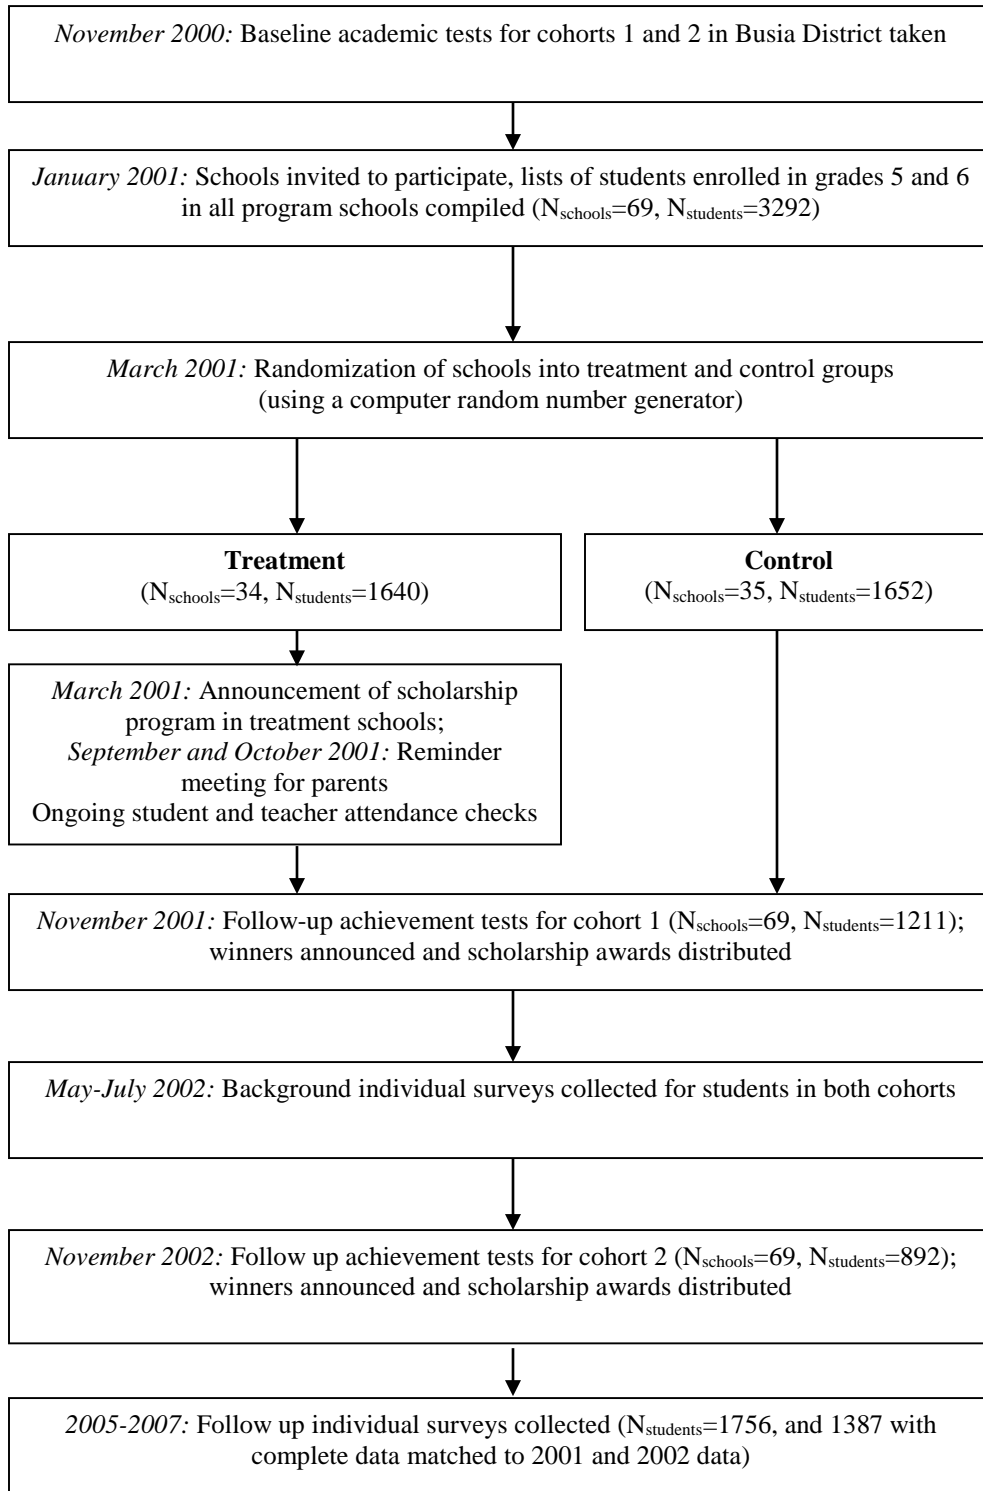 November 2000: Baseline academic tests for cohorts 1 and 2 in Busia District taken
January 2001: Schools invited to participate, lists of students enrolled in grades 5 and 6
in all program schools compiled (Nschools=69, Nstudents=3292)
March 2001: Randomization of schools into treatment and control groups
(using a computer random number generator)
Treatment
(Nschools=34, Nstudents=1640)
Control
(Nschools=35, Nstudents=1652)
March 2001: Announcement of scholarship
program in treatment schools;
September and October 2001: Reminder
meeting for parents
Ongoing student and teacher attendance checks
November 2001: Follow-up achievement tests for cohort 1 (Nschools=69, Nstudents=1211);
winners announced and scholarship awards distributed
May-July 2002: Background individual surveys collected for students in both cohorts
November 2002: Follow up achievement tests for cohort 2 (Nschools=69, Nstudents=892);
winners announced and scholarship awards distributed
2005-2007: Follow up individual surveys collected (Nstudents=1756, and 1387 with
complete data matched to 2001 and 2002 data)